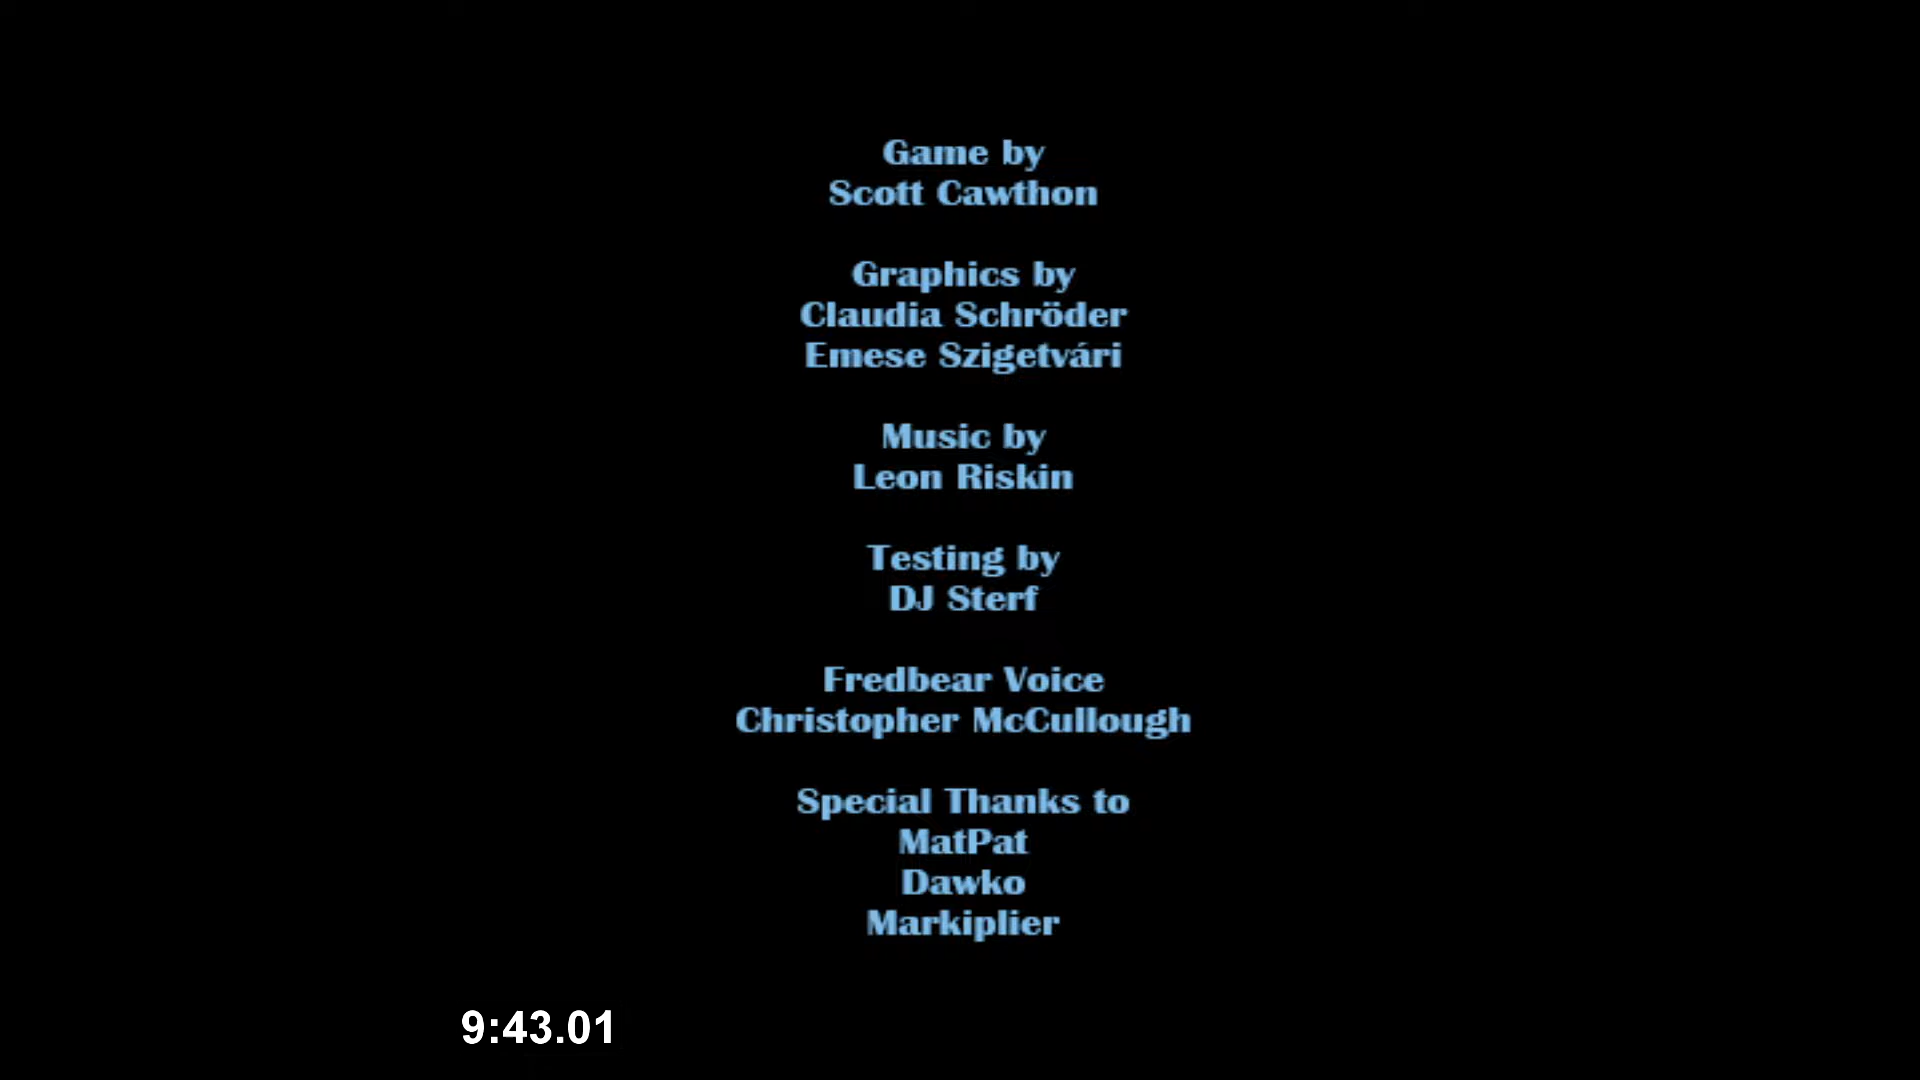 Game by
Scott Cawthon
Graphics by
Claudia Schröder
Emese Szigetvári
Music by
Leon Riskin
Testing by
DJ Sterf
Fredbear Voice
Christopher McCullough
Special Thanks to
MatPat
Dawko
Markiplier
9:43.01